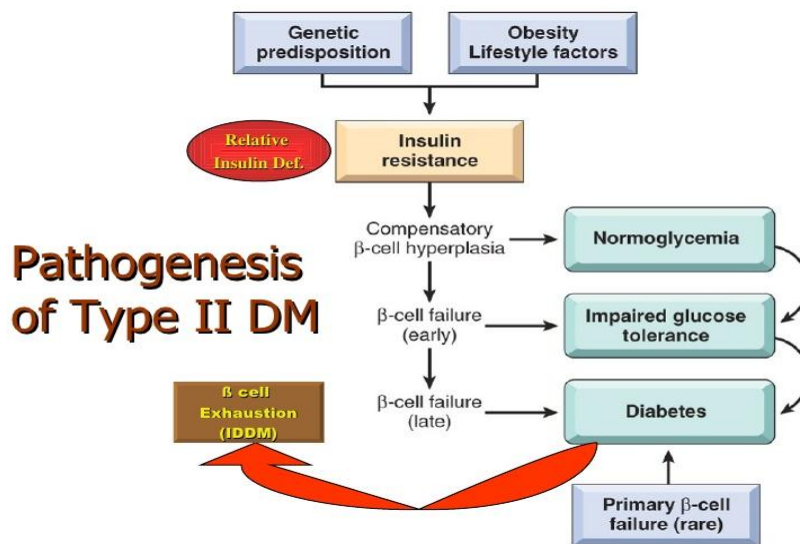 Genetic
predisposition
Obesity
Lifestyle factors
Relative
Insulin Def.
Insulin
resistance
Compensatory
β-cell hyperplasia
Normoglycemia
Pathogenesis
of Type II DM
β-cell failure
(early)
Impaired glucose
tolerance
ß cell
Exhaustion
(IDDM)
β-cell failure
(late)
Diabetes
Primary β-cell
failure (rare)